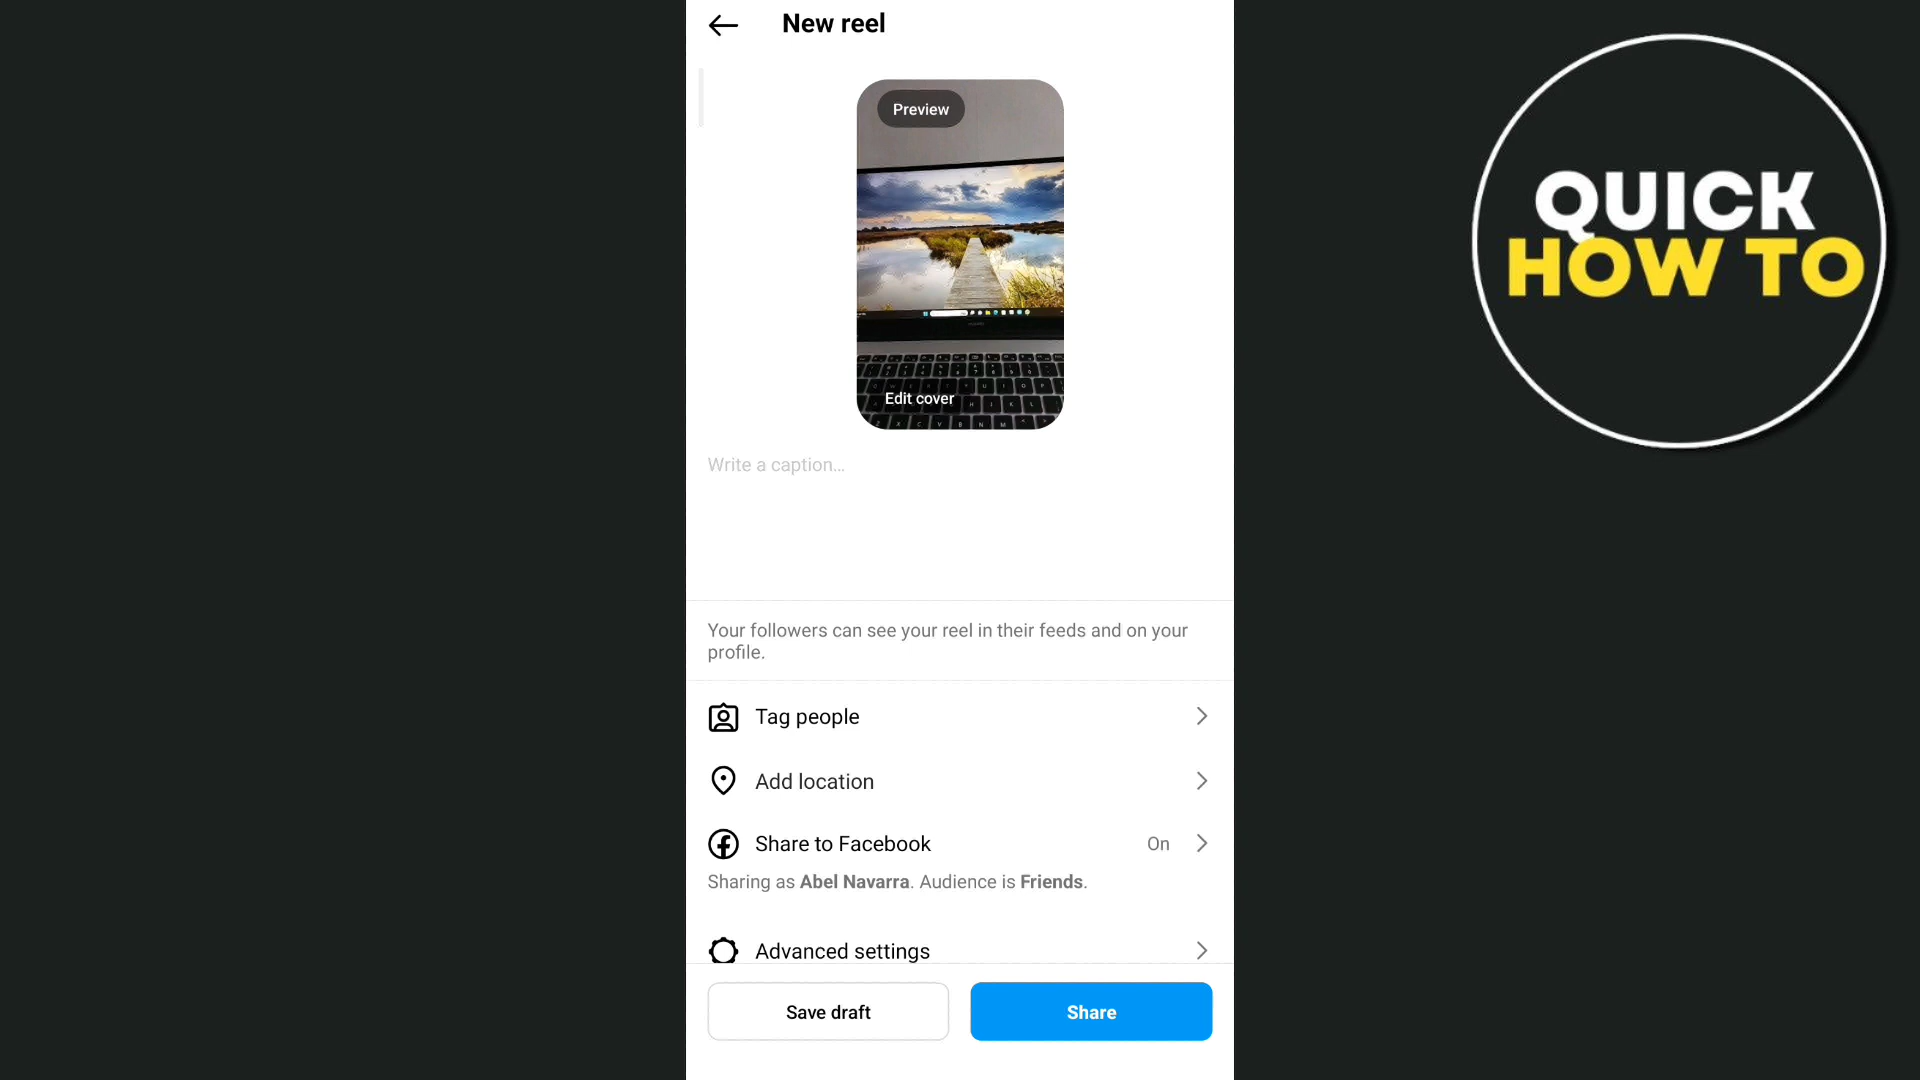 New reel
Preview
Edit cover
Write a caption...
Your followers can see your reel in their feeds and on your
profile.
Tag people
Add location
Share to Facebook
On
Sharing as Abel Navarra. Audience is Friends.
Advanced settings
Save draft
Share
QUICK
HOW TO